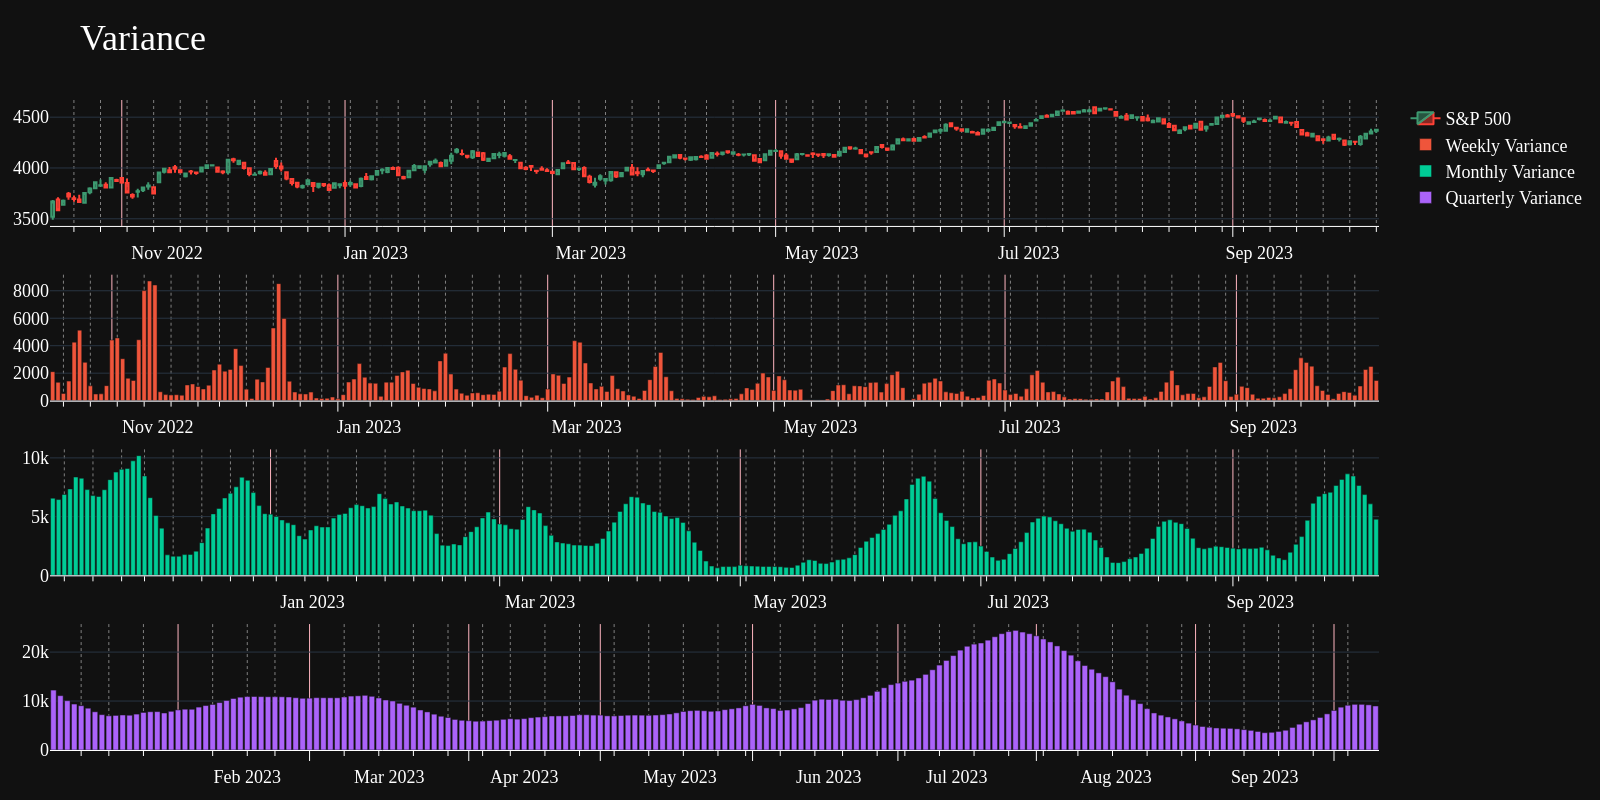 Variance
4500
4000
3500
Nov 2022 Jan 2023 Mar 2023 May 2023 Jul 2023 Sep 2023
S&P 500
Weekly Variance
Monthly Variance
Quarterly Variance
8000
6000
4000
2000
0
Nov 2022 Jan 2023 Mar 2023 May 2023 Jul 2023 Sep 2023
10k
5k
0
Jan 2023 Mar 2023 May 2023 Jul 2023 Sep 2023
20k
10k
0
Feb 2023 Mar 2023 Apr 2023 May 2023 Jun 2023 Jul 2023 Aug 2023 Sep 2023